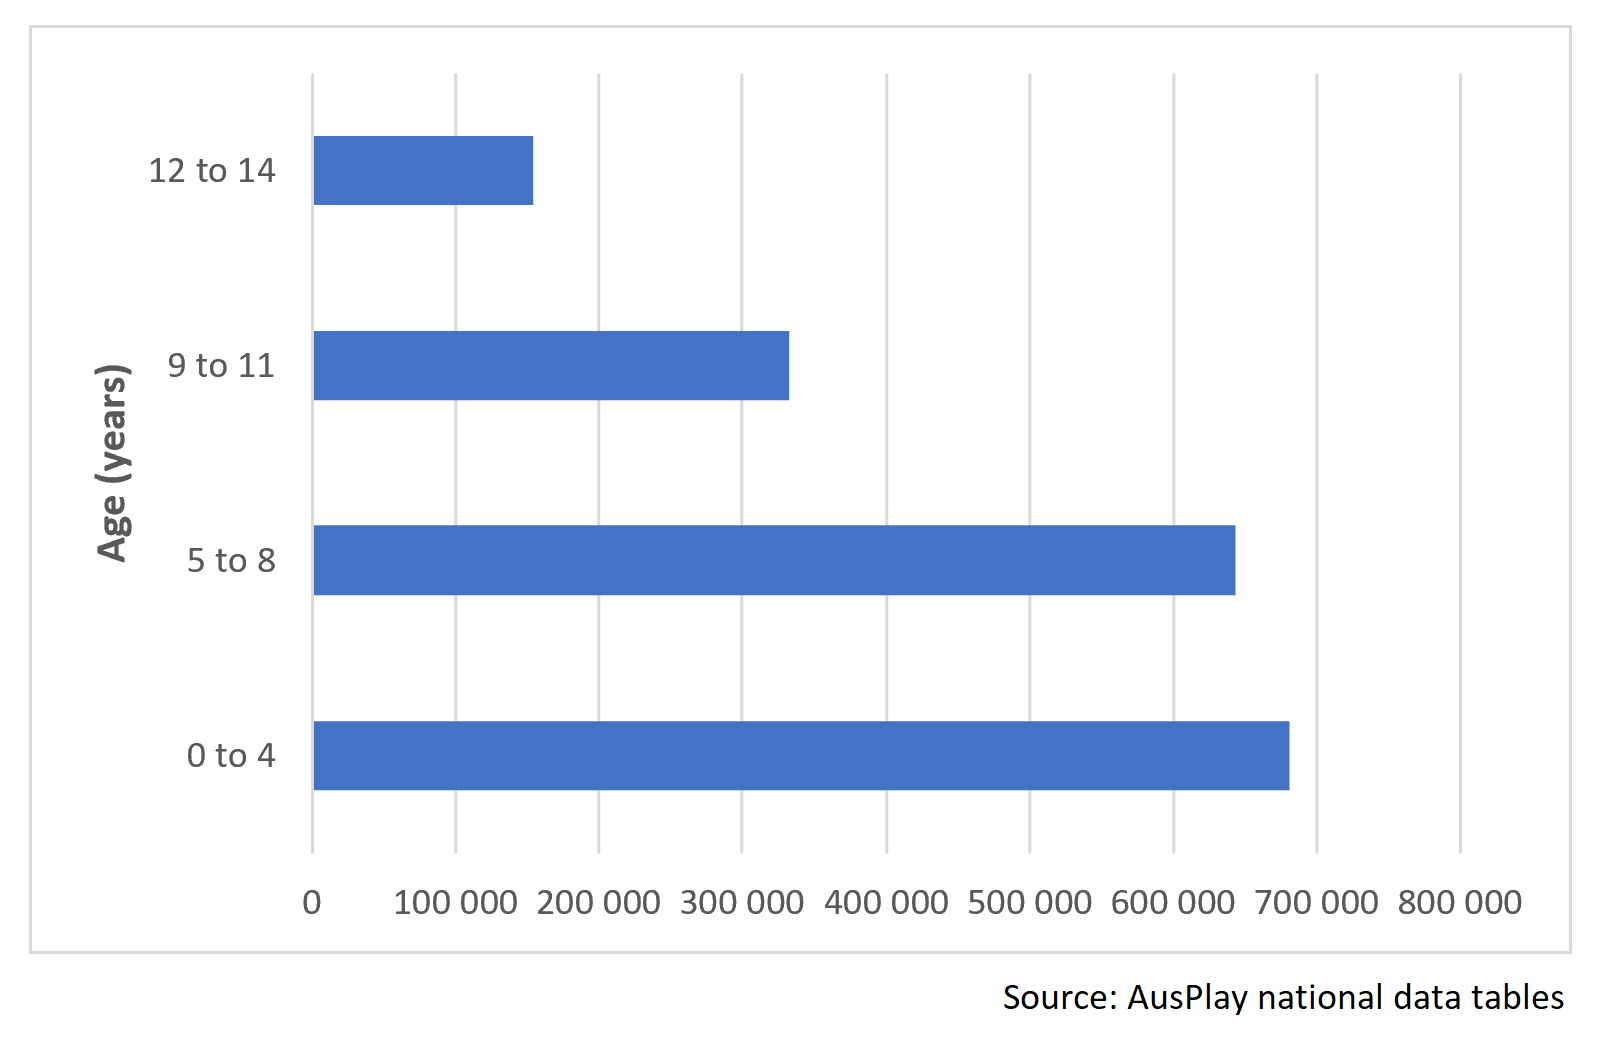 12 to 14
9 to 11
5 to 8
0 to 4
Age (years)
0 100 000 200 000 300 000 400 000 500 000 600 000 700 000 800 000
Source: AusPlay national data tables